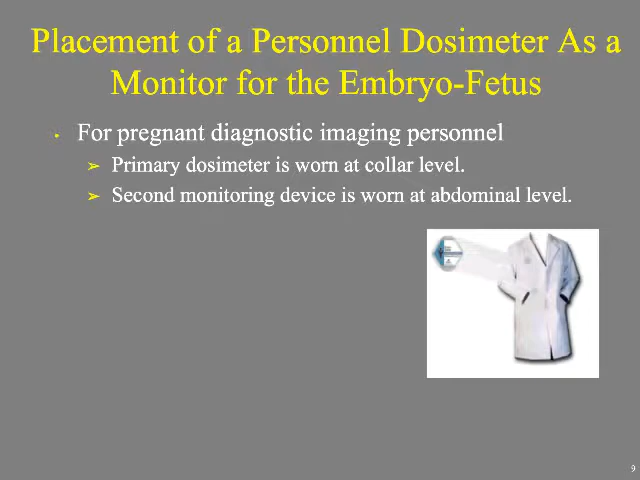 Placement of a Personnel Dosimeter As a
Monitor for the Embryo-Fetus
• For pregnant diagnostic imaging personnel
➢ Primary dosimeter is worn at collar level.
➢ Second monitoring device is worn at abdominal level.
9